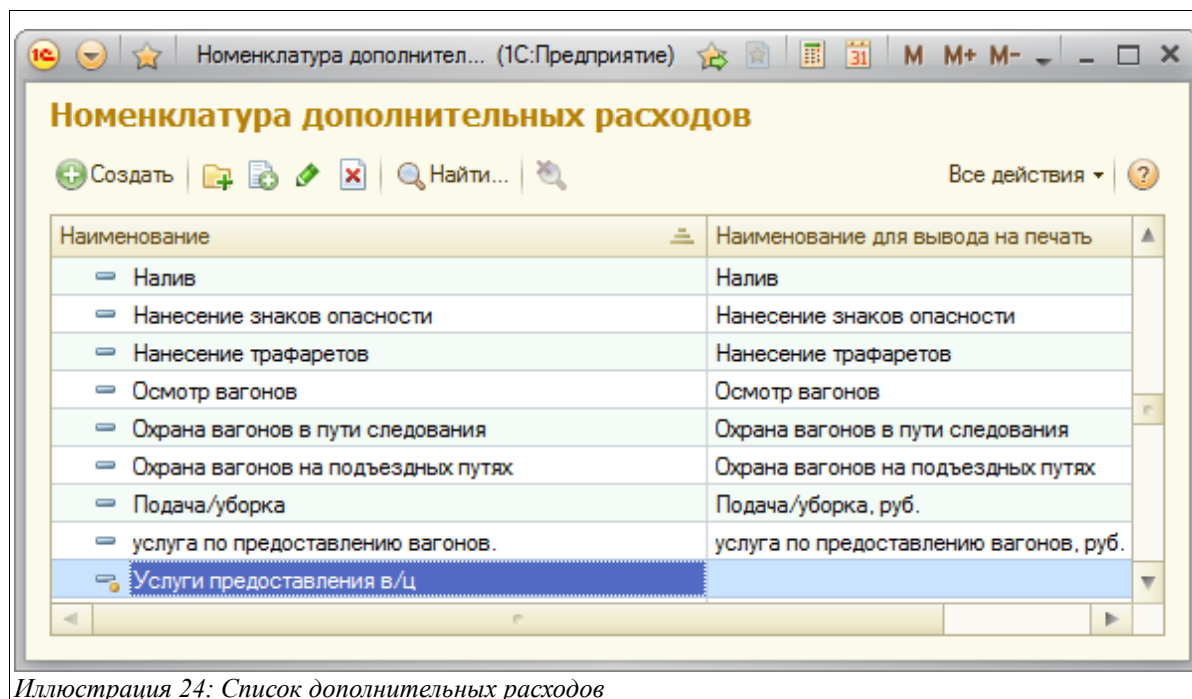 1С Номенклатура дополнител... (1С:Предприятие) 31 M M+ M-
Номенклатура дополнительных расходов
Создать Найти... Все действия ?
Наименование Наименование для вывода на печать
Налив Налив
Нанесение знаков опасности Нанесение знаков опасности
Нанесение трафаретов Нанесение трафаретов
Осмотр вагонов Осмотр вагонов
Охрана вагонов в пути следования Охрана вагонов в пути следования
Охрана вагонов на подъездных путях Охрана вагонов на подъездных путях
Подача/уборка Подача/уборка, руб.
услуга по предоставлению вагонов. услуга по предоставлению вагонов, руб.
Услуги предоставления в/ц
Иллюстрация 24: Список дополнительных расходов